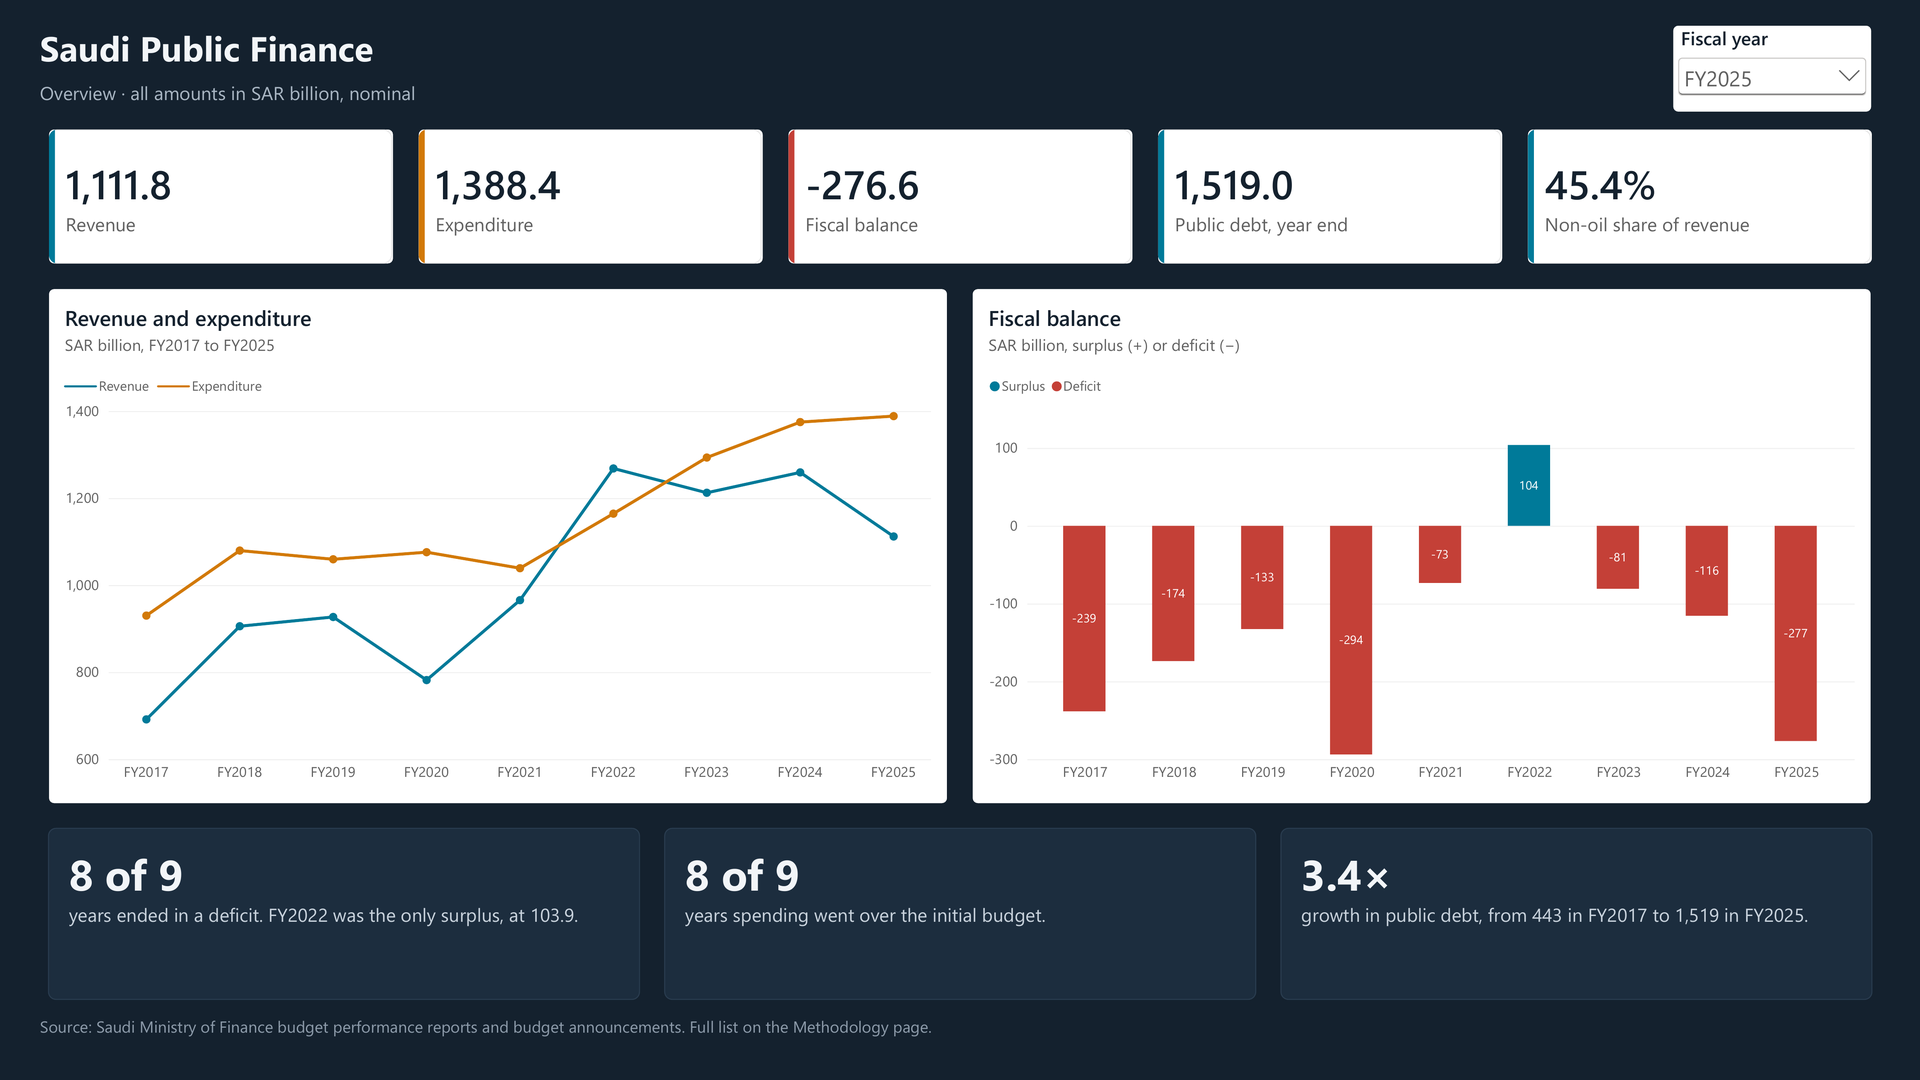 Saudi Public Finance
Overview · all amounts in SAR billion, nominal
Fiscal year
FY2025
1,111.8
Revenue
1,388.4
Expenditure
-276.6
Fiscal balance
1,519.0
Public debt, year end
45.4%
Non-oil share of revenue
Revenue and expenditure
SAR billion, FY2017 to FY2025
Revenue Expenditure
1,400
1,200
1,000
800
600
FY2017 FY2018 FY2019 FY2020 FY2021 FY2022 FY2023 FY2024 FY2025
Fiscal balance
SAR billion, surplus (+) or deficit (−)
Surplus Deficit
100
0
-100
-200
-300
-239
-174
-133
-294
-73
104
-81
-116
-277
FY2017 FY2018 FY2019 FY2020 FY2021 FY2022 FY2023 FY2024 FY2025
8 of 9
years ended in a deficit. FY2022 was the only surplus, at 103.9.
8 of 9
years spending went over the initial budget.
3.4×
growth in public debt, from 443 in FY2017 to 1,519 in FY2025.
Source: Saudi Ministry of Finance budget performance reports and budget announcements. Full list on the Methodology page.